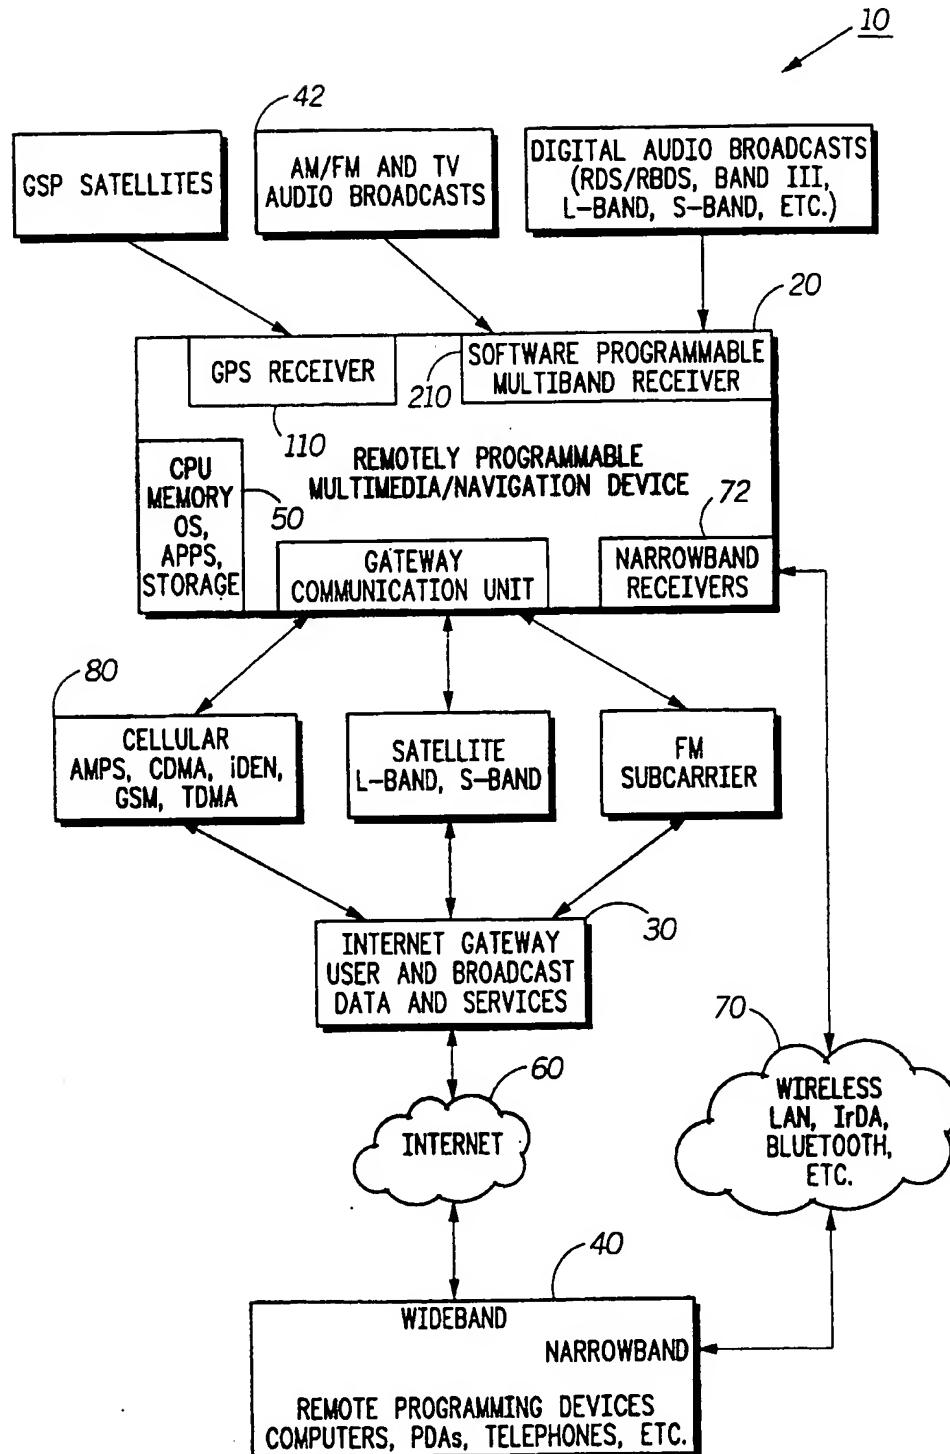 10
42
GSP SATELLITES
AM/FM AND TV
AUDIO BROADCASTS
DIGITAL AUDIO BROADCASTS
(RDS/RBDS, BAND III,
L-BAND, S-BAND, ETC.)
20
GPS RECEIVER
210
SOFTWARE PROGRAMMABLE
MULTIBAND RECEIVER
110
REMOTELY PROGRAMMABLE
MULTIMEDIA/NAVIGATION DEVICE
CPU
MEMORY
OS,
APPS,
STORAGE
50
72
GATEWAY
COMMUNICATION UNIT
NARROWBAND
RECEIVERS
80
CELLULAR
AMPS, CDMA, iDEN,
GSM, TDMA
SATELLITE
L-BAND, S-BAND
FM
SUBCARRIER
30
INTERNET GATEWAY
USER AND BROADCAST
DATA AND SERVICES
70
WIRELESS
LAN, IrDA,
BLUETOOTH,
ETC.
60
INTERNET
40
WIDEBAND
NARROWBAND
REMOTE PROGRAMMING DEVICES
COMPUTERS, PDAs, TELEPHONES, ETC.